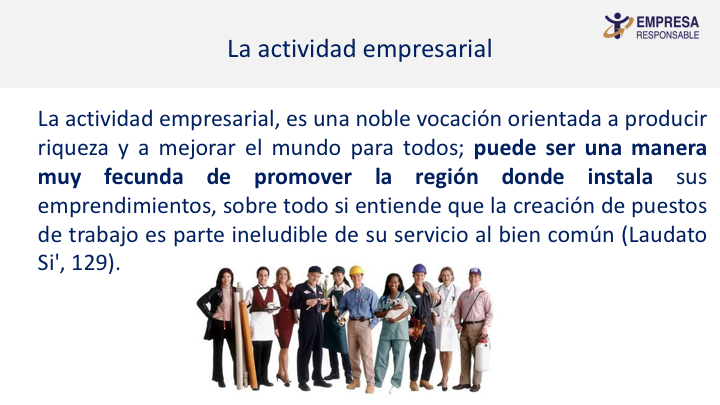 EMPRESA
RESPONSABLE
La actividad empresarial
La actividad empresarial, es una noble vocación orientada a producir
riqueza y a mejorar el mundo para todos; puede ser una manera
muy fecunda de promover la región donde instala sus
emprendimientos, sobre todo si entiende que la creación de puestos
de trabajo es parte ineludible de su servicio al bien común (Laudato
Si', 129).